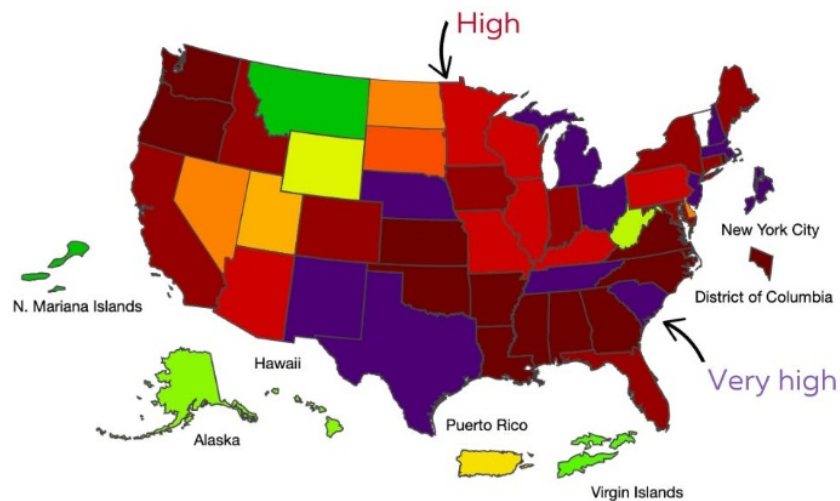 High
New York City
N. Mariana Islands
District of Columbia
Hawaii
Very high
Alaska
Puerto Rico
Virgin Islands